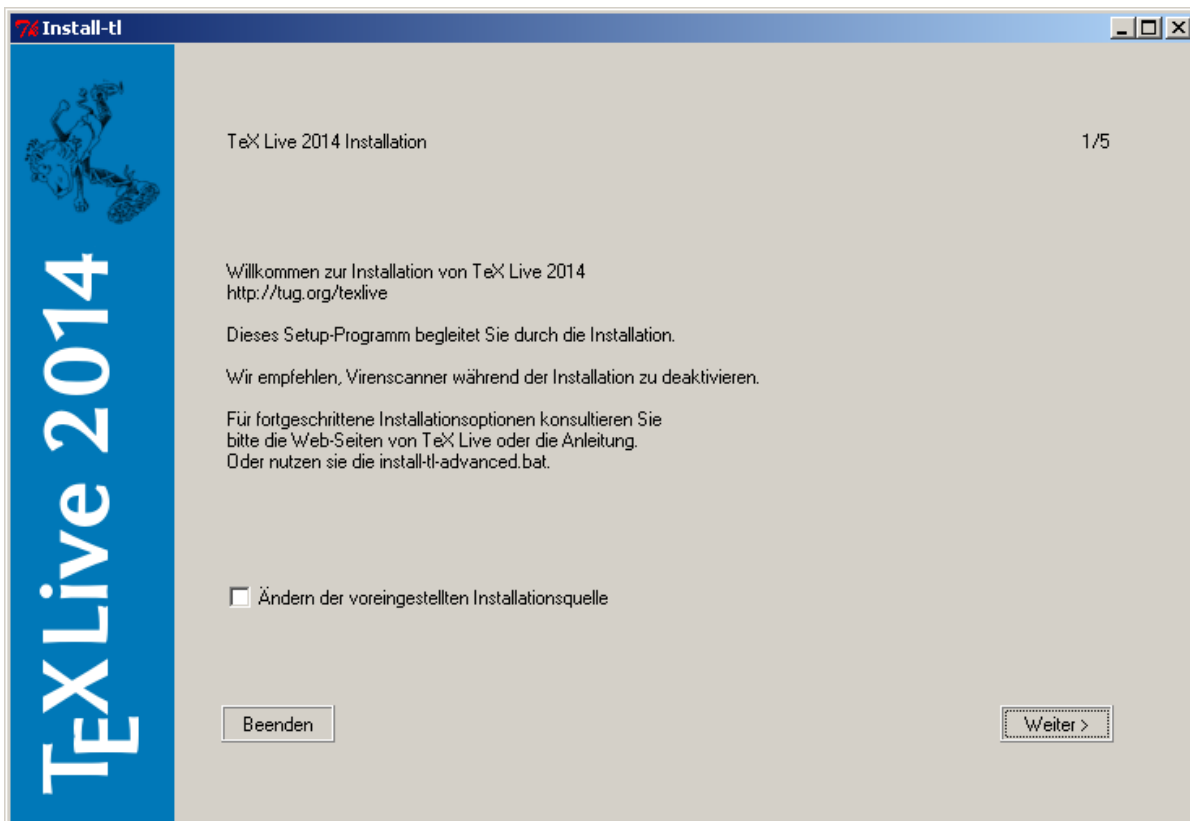 Install-tl
TeX Live 2014
TeX Live 2014 Installation
1/5
Willkommen zur Installation von TeX Live 2014
http://tug.org/texlive
Dieses Setup-Programm begleitet Sie durch die Installation.
Wir empfehlen, Virenscanner während der Installation zu deaktivieren.
Für fortgeschrittene Installationsoptionen konsultieren Sie
bitte die Web-Seiten von TeX Live oder die Anleitung.
Oder nutzen sie die install-tl-advanced.bat.
Ändern der voreingestellten Installationsquelle
Beenden
Weiter >